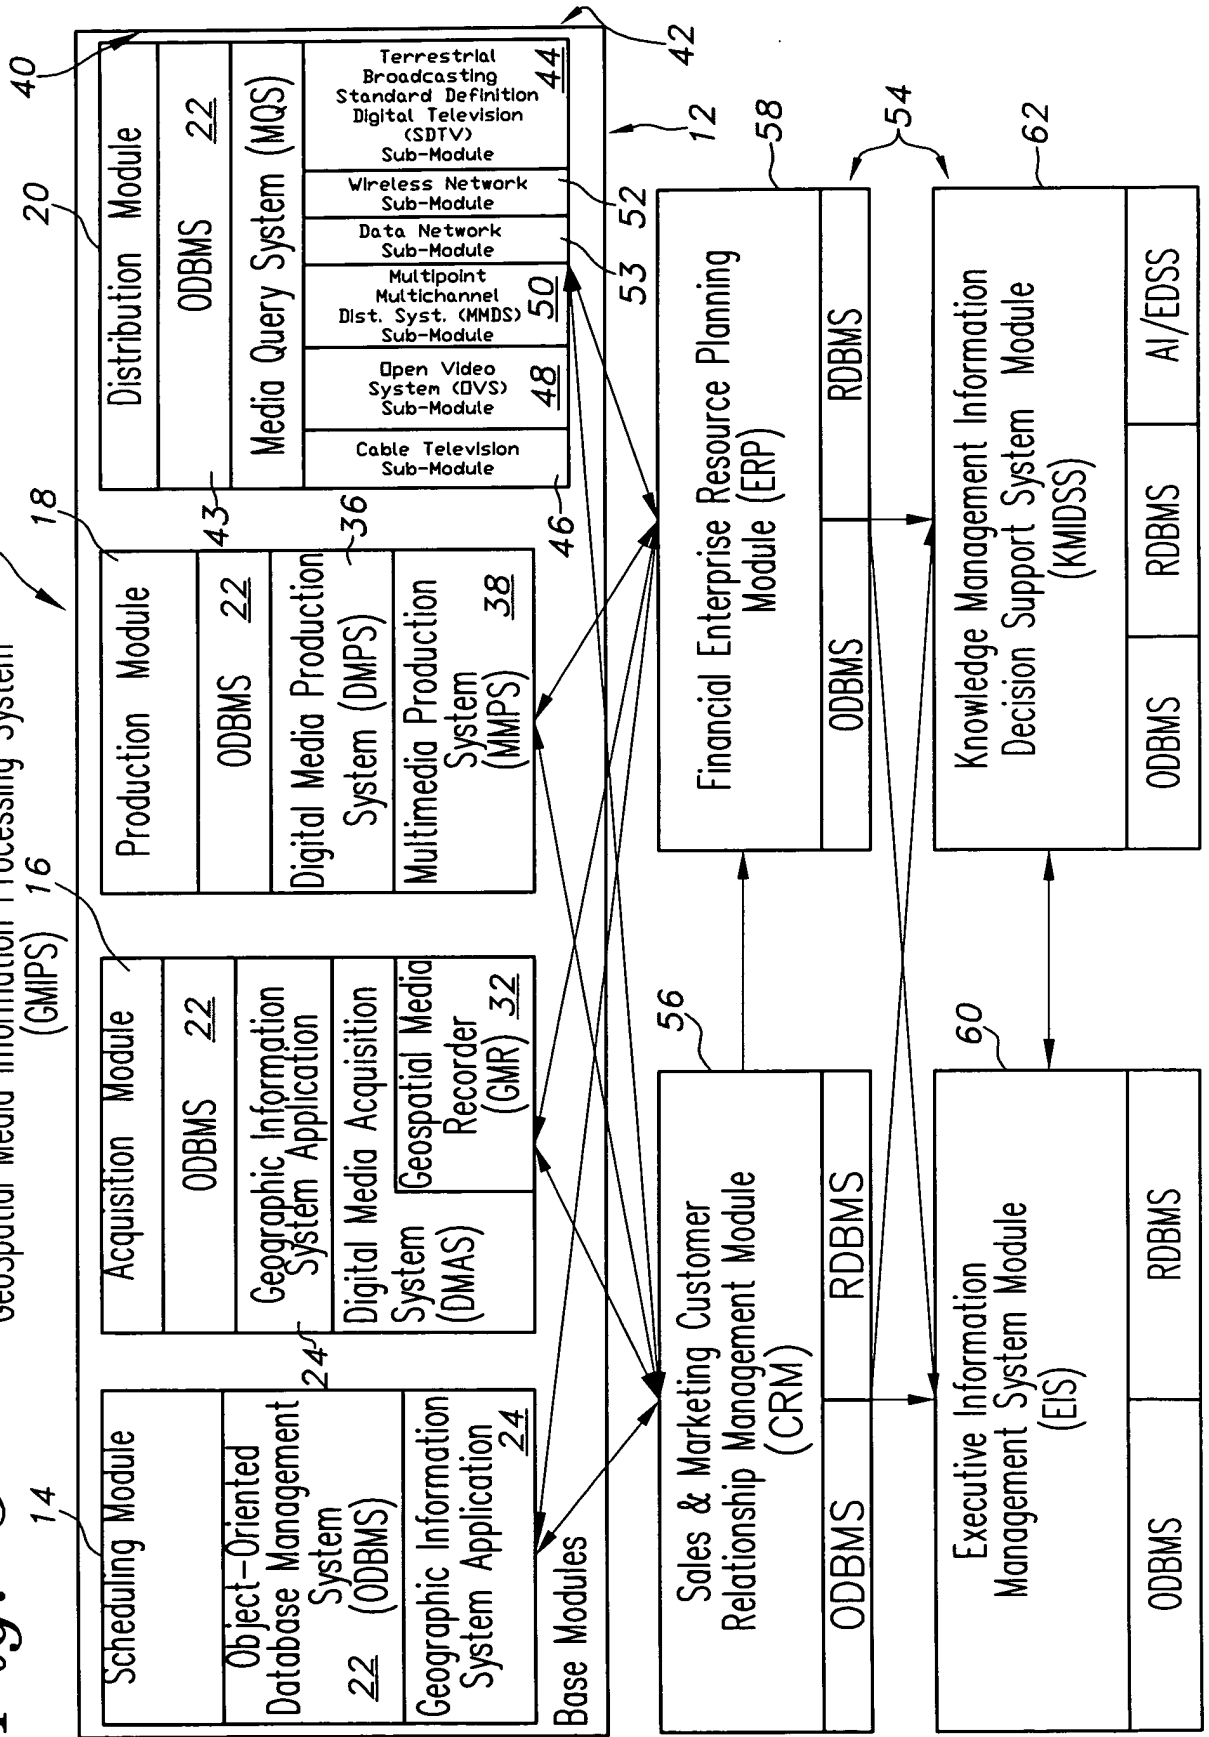 Geospatial Media Information Processing System
(GMIPS)
14
16
18
20
40
Scheduling Module
Object-Oriented
Database Management
System
(ODBMS)
22
Geographic Information
System Application
24
Base Modules
Acquisition Module
ODBMS
22
Geographic Information
System Application
24
Digital Media Acquisition
System
(DMAS)
Geospatial Media
Recorder
(GMR)
32
Production Module
ODBMS
22
Digital Media Production
System (DMPS)
36
Multimedia Production
System
(MMPS)
38
Distribution Module
ODBMS
22
43
Media Query System (MQS)
Cable Television
Sub-Module
46
Open Video
System (OVS)
Sub-Module
48
Multipoint
Multichannel
Dist. Syst. (MMDS)
Sub-Module
50
Data Network
Sub-Module
53
Wireless Network
Sub-Module
52
Terrestrial
Broadcasting
Standard Definition
Digital Television
(SDTV)
Sub-Module
44
42
12
56
Sales & Marketing Customer
Relationship Management Module
(CRM)
ODBMS
RDBMS
58
Financial Enterprise Resource Planning
Module (ERP)
ODBMS
RDBMS
54
60
Executive Information
Management System Module
(EIS)
ODBMS
RDBMS
62
Knowledge Management Information
Decision Support System Module
(KMIDSS)
ODBMS
RDBMS
AI/EDSS